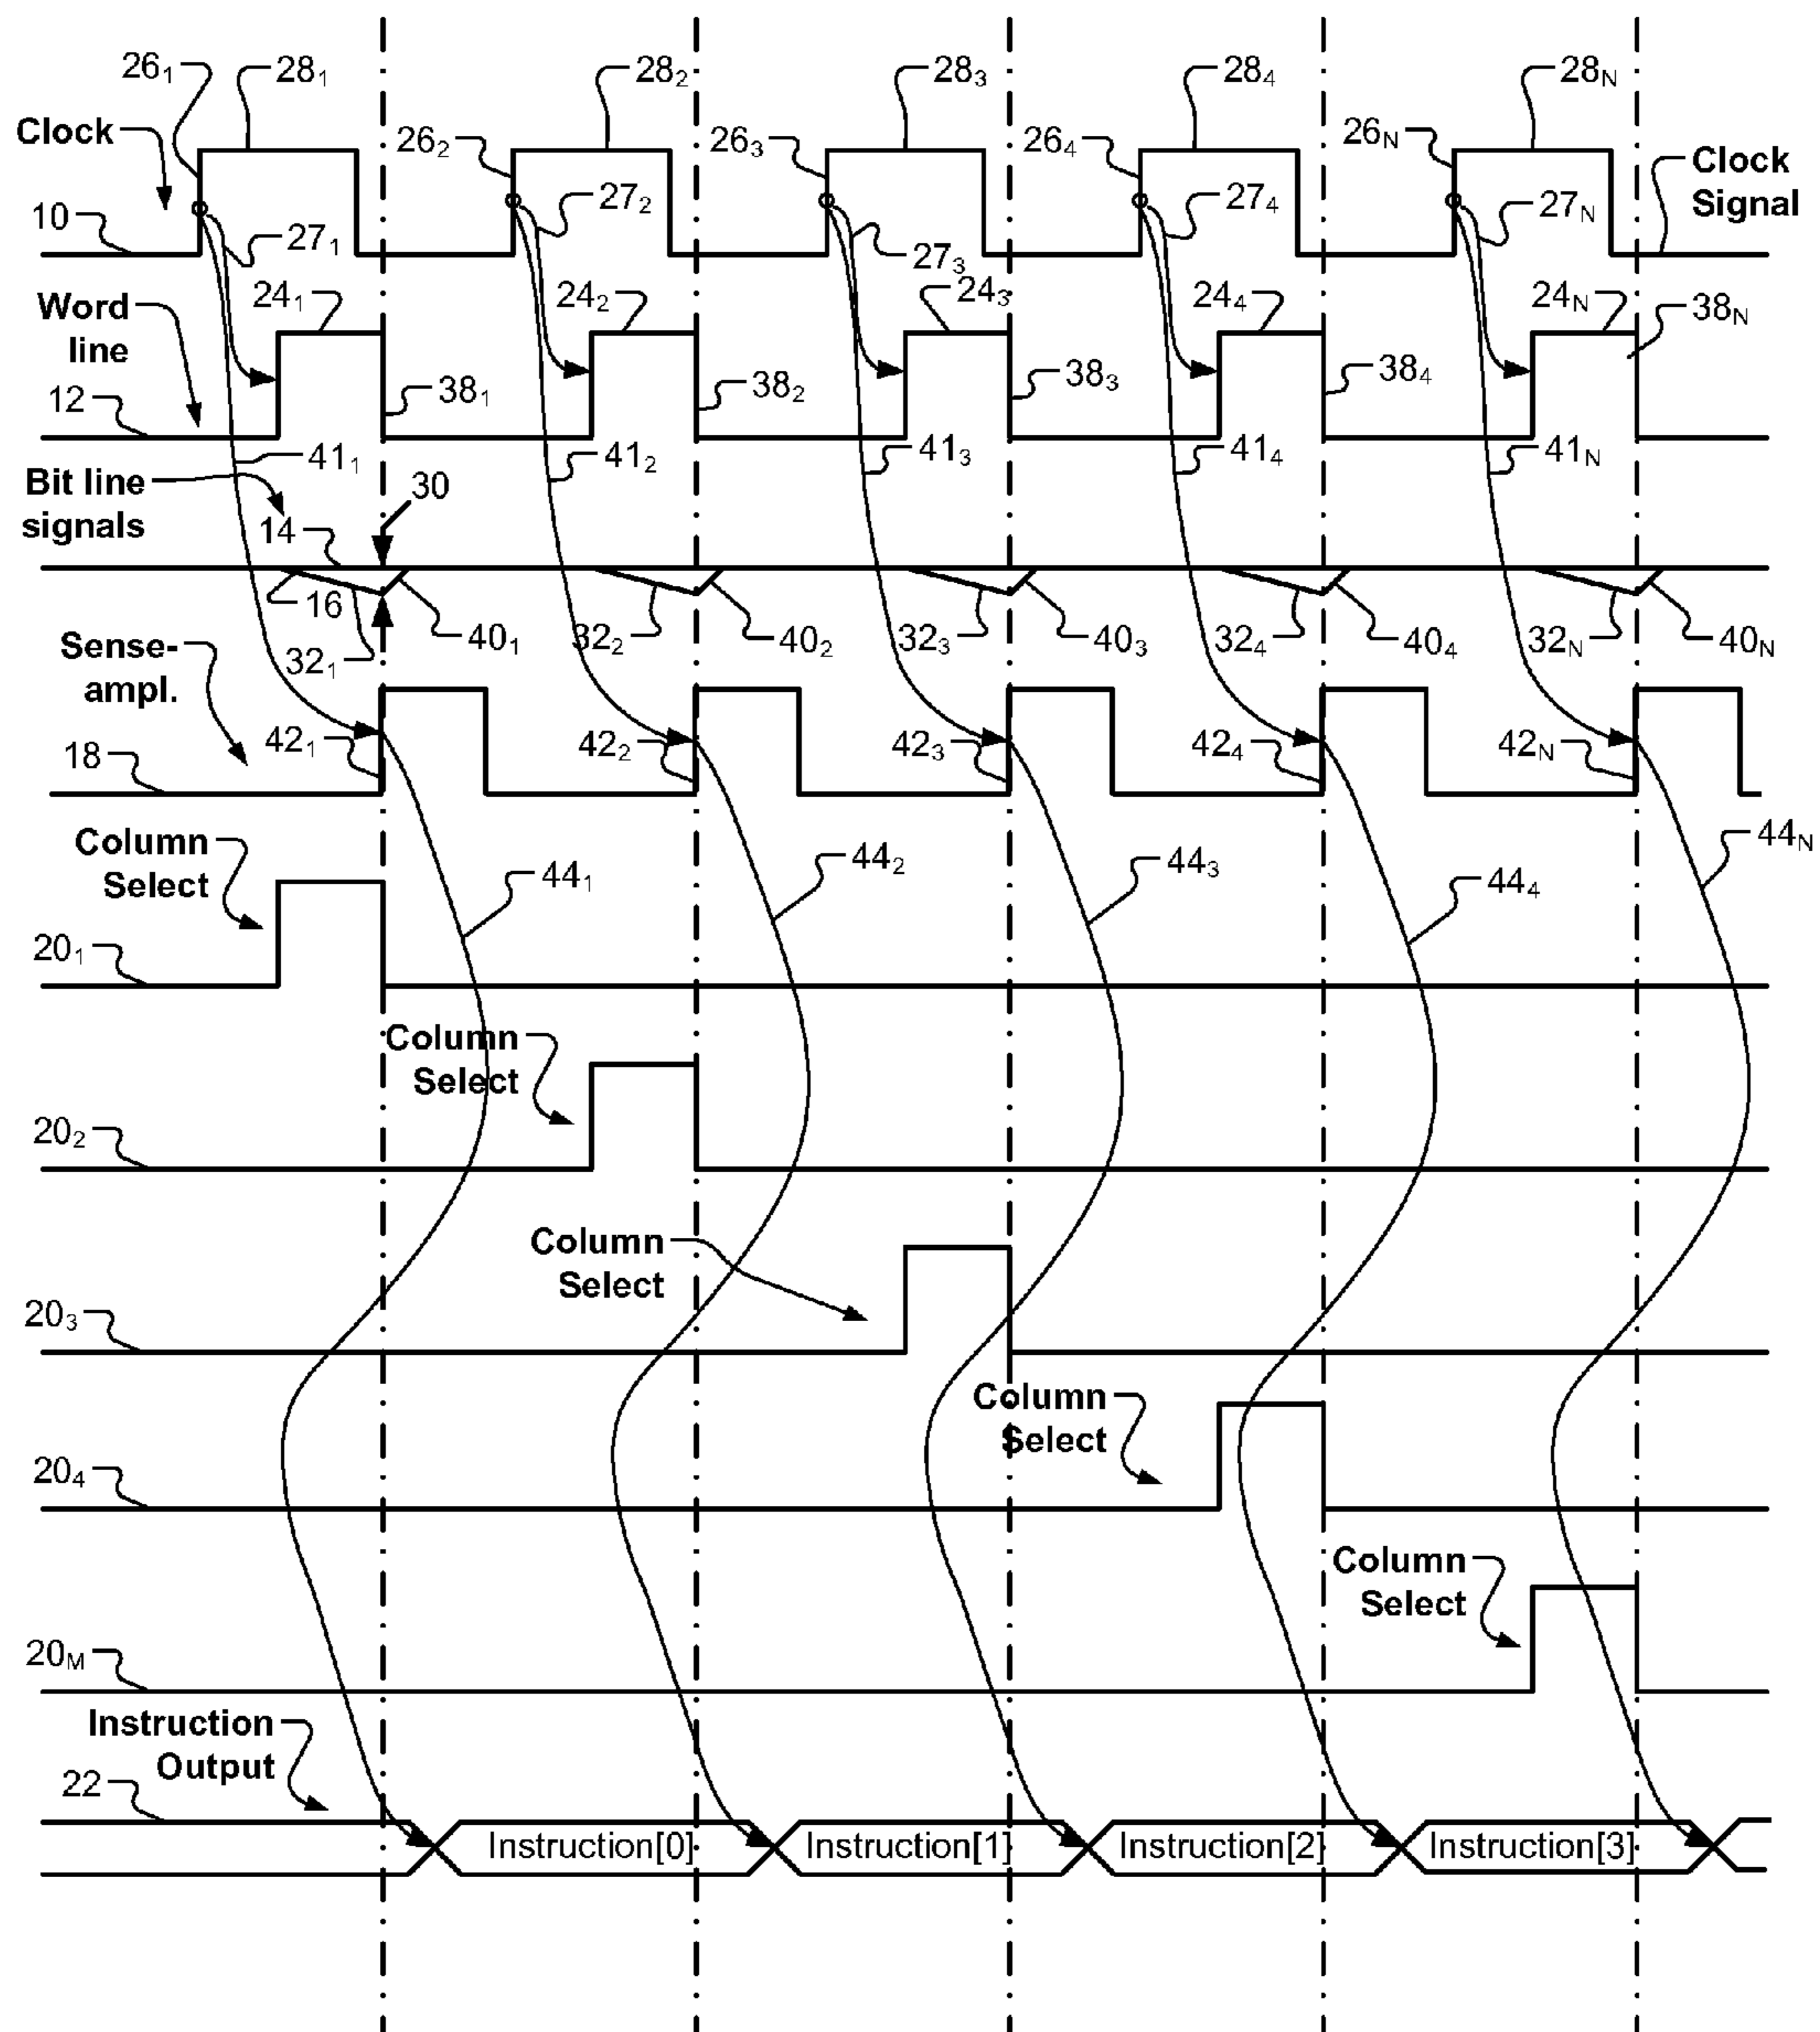 26₁ 28₁ 28₂ 28₃ 28₄ 28N
Clock 26₂ 26₃ 26₄ 26N Clock
Signal
10 27₁ 27₂ 27₃ 27₄ 27N
Word
line
24₁ 24₂ 24₃ 24₄ 24N 38N
12 38₁ 38₂ 38₃ 38₄
41₁ 41₂ 41₃ 41₄ 41N
Bit line
signals
30
14
16
32₁ 40₁ 32₂ 40₂ 32₃ 40₃ 32₄ 40₄ 32N 40N
Sense-
ampl.
18 42₁ 42₂ 42₃ 42₄ 42N
Column
Select
44₁ 44₂ 44₃ 44₄ 44N
20₁
Column
Select
20₂
Column
Select
20₃
Column
Select
20₄
Column
Select
20M
Instruction
Output
22
Instruction[0] Instruction[1] Instruction[2] Instruction[3]